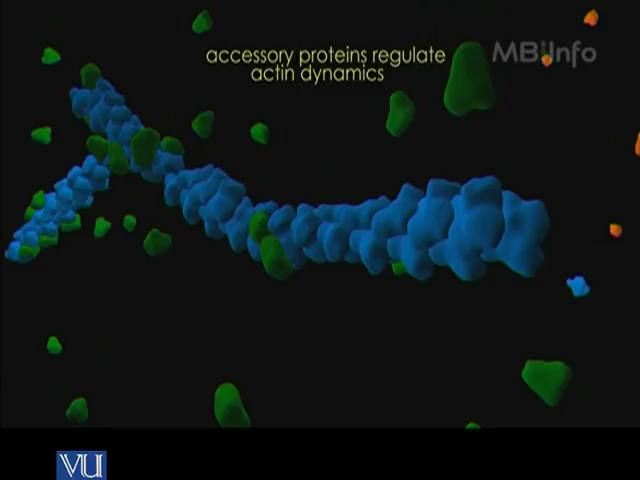 accessory proteins regulate
actin dynamics
MBInfo
VU